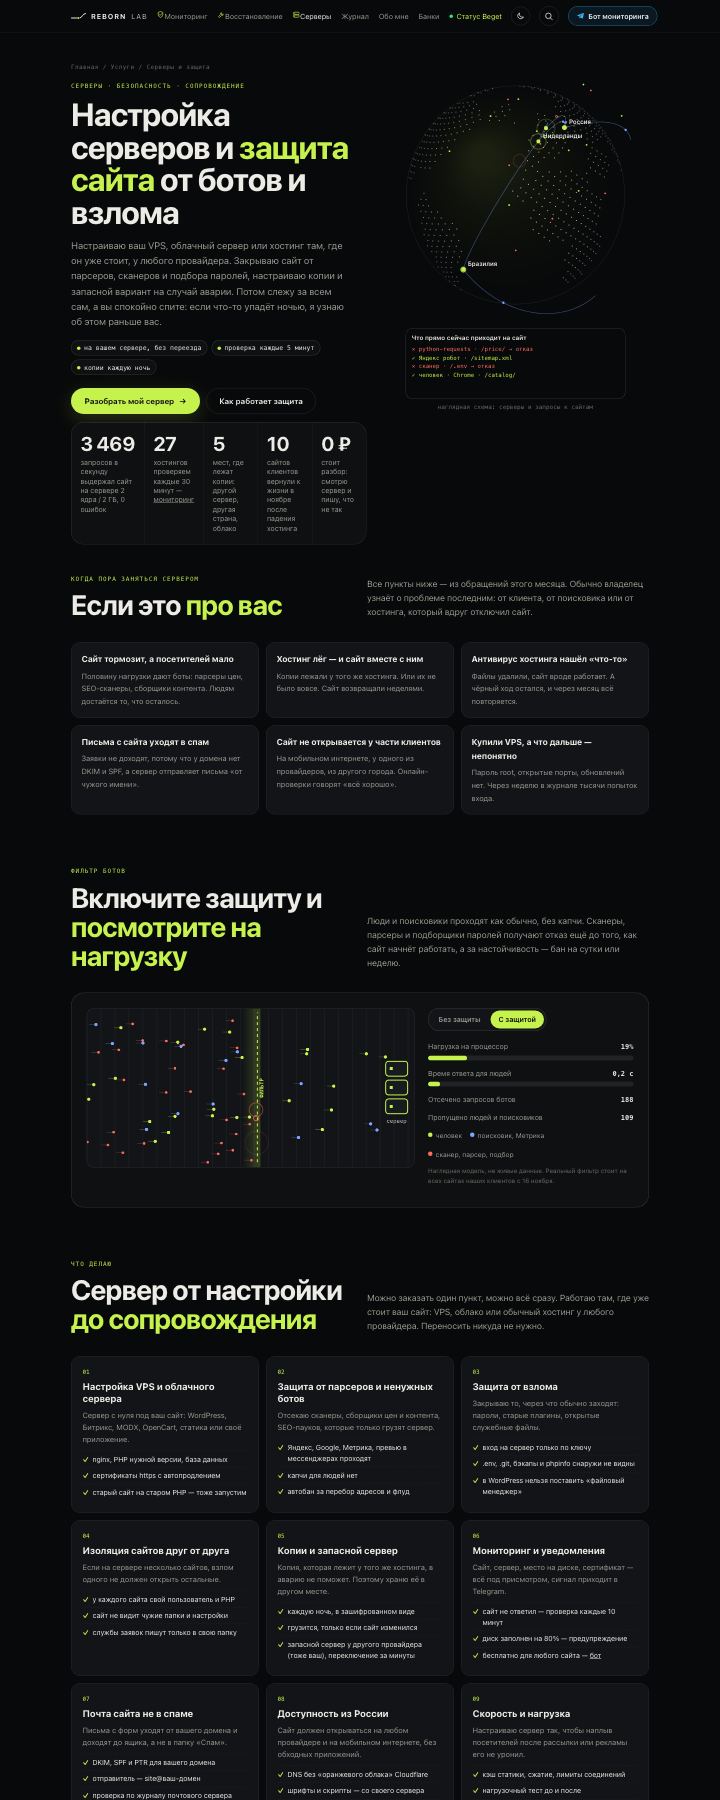 REBORN LAB
Мониторинг
Восстановление
Серверы
Журнал
Обо мне
Банки
Статус Beget
Бот мониторинга
Главная / Услуги / Серверы и защита
СЕРВЕРЫ · БЕЗОПАСНОСТЬ · СОПРОВОЖДЕНИЕ
Настройка
серверов и защита
сайта от ботов и
взлома
Настраиваю ваш VPS, облачный сервер или хостинг там, где
он уже стоит, у любого провайдера. Закрываю сайт от
парсеров, сканеров и подбора паролей, настраиваю копии и
запасной вариант на случай аварии. Потом слежу за всем
сам, а вы спокойно спите: если что-то упадёт ночью, я узнаю
об этом раньше вас.
на вашем сервере, без переезда
проверка каждые 5 минут
копии каждую ночь
Разобрать мой сервер →
Как работает защита
Россия
Нидерланды
Бразилия
Что прямо сейчас приходит на сайт
× python-requests · /price/ → отказ
✓ Яндекс робот · /sitemap.xml
× сканер · /.env → отказ
✓ человек · Chrome · /catalog/
наглядная схема: серверы и запросы к сайтам
3 469
запросов в
секунду
выдержал сайт
на сервере 2
ядра / 2 ГБ, 0
ошибок
27
хостингов
проверяем
каждые 30
минут —
мониторинг
5
мест, где
лежат
копии:
другой
сервер,
другая
страна,
облако
10
сайтов
клиентов
вернули к
жизни в
ноябре
после
падения
хостинга
0 ₽
стоит
разбор:
смотрю
сервер и
пишу, что
не так
КОГДА ПОРА ЗАНЯТЬСЯ СЕРВЕРОМ
Если это про вас
Все пункты ниже — из обращений этого месяца. Обычно владелец
узнаёт о проблеме последним: от клиента, от поисковика или от
хостинга, который вдруг отключил сайт.
Сайт тормозит, а посетителей мало
Половину нагрузки дают боты: парсеры цен,
SEO-сканеры, сборщики контента. Людям
достаётся то, что осталось.
Хостинг лёг — и сайт вместе с ним
Копии лежали у того же хостинга. Или их не
было вовсе. Сайт возвращали неделями.
Антивирус хостинга нашёл «что-то»
Файлы удалили, сайт вроде работает. А
чёрный ход остался, и через месяц всё
повторяется.
Письма с сайта уходят в спам
Заявки не доходят, потому что у домена нет
DKIM и SPF, а сервер отправляет письма «от
чужого имени».
Сайт не открывается у части клиентов
На мобильном интернете, у одного из
провайдеров, из другого города. Онлайн-
проверки говорят «всё хорошо».
Купили VPS, а что дальше —
непонятно
Пароль root, открытые порты, обновлений
нет. Через неделю в журнале тысячи попыток
входа.
ФИЛЬТР БОТОВ
Включите защиту и
посмотрите на
нагрузку
Люди и поисковики проходят как обычно, без капчи. Сканеры,
парсеры и подборщики паролей получают отказ ещё до того, как
сайт начнёт работать, а за настойчивость — бан на сутки или
неделю.
ФИЛЬТР
сервер
Без защиты
С защитой
Нагрузка на процессор 19%
Время ответа для людей 0,2 с
Отсечено запросов ботов 188
Пропущено людей и поисковиков 109
человек
поисковик, Метрика
сканер, парсер, подбор
Наглядная модель, не живые данные. Реальный фильтр стоит на
всех сайтах наших клиентов с 16 ноября.
ЧТО ДЕЛАЮ
Сервер от настройки
до сопровождения
Можно заказать один пункт, можно всё сразу. Работаю там, где уже
стоит ваш сайт: VPS, облако или обычный хостинг у любого
провайдера. Переносить никуда не нужно.
01
Настройка VPS и облачного
сервера
Сервер с нуля под ваш сайт: WordPress,
Битрикс, MODX, OpenCart, статика или своё
приложение.
✓ nginx, PHP нужной версии, база данных
✓ сертификаты https с автопродлением
✓ старый сайт на старом PHP — тоже запустим
02
Защита от парсеров и ненужных
ботов
Отсекаю сканеры, сборщики цен и контента,
SEO-пауков, которые только грузят сервер.
✓ Яндекс, Google, Метрика, превью в
мессенджерах проходят
✓ капчи для людей нет
✓ автобан за перебор адресов и флуд
03
Защита от взлома
Закрываю то, через что обычно заходят:
пароли, старые плагины, открытые
служебные файлы.
✓ вход на сервер только по ключу
✓ .env, .git, бэкапы и phpinfo снаружи не видны
✓ в WordPress нельзя поставить «файловый
менеджер»
04
Изоляция сайтов друг от друга
Если на сервере несколько сайтов, взлом
одного не должен открыть остальные.
✓ у каждого сайта свой пользователь и PHP
✓ сайт не видит чужие папки и настройки
✓ службы заявок пишут только в свою папку
05
Копии и запасной сервер
Копия, которая лежит у того же хостинга, в
аварию не поможет. Поэтому храню её в
другом месте.
✓ каждую ночь, в зашифрованном виде
✓ грузится, только если сайт изменился
✓ запасной сервер у другого провайдера
(тоже ваш), переключение за минуты
06
Мониторинг и уведомления
Сайт, сервер, место на диске, сертификат —
всё под присмотром, сигнал приходит в
Telegram.
✓ сайт не ответил — проверка каждые 10
минут
✓ диск заполнен на 80% — предупреждение
✓ бесплатно для любого сайта — бот
07
Почта сайта не в спаме
Письма с форм уходят от вашего домена и
доходят до ящика, а не в папку «Спам».
✓ DKIM, SPF и PTR для вашего домена
✓ отправитель — site@ваш-домен
✓ проверка по журналу почтового сервера
08
Доступность из России
Сайт должен открываться на любом
провайдере и на мобильном интернете, без
обходных приложений.
✓ DNS без «оранжевого облака» Cloudflare
✓ шрифты и скрипты — со своего сервера
09
Скорость и нагрузка
Настраиваю сервер так, чтобы наплыв
посетителей после рассылки или рекламы
его не уронил.
✓ кэш статики, сжатие, лимиты соединений
✓ нагрузочный тест до и после